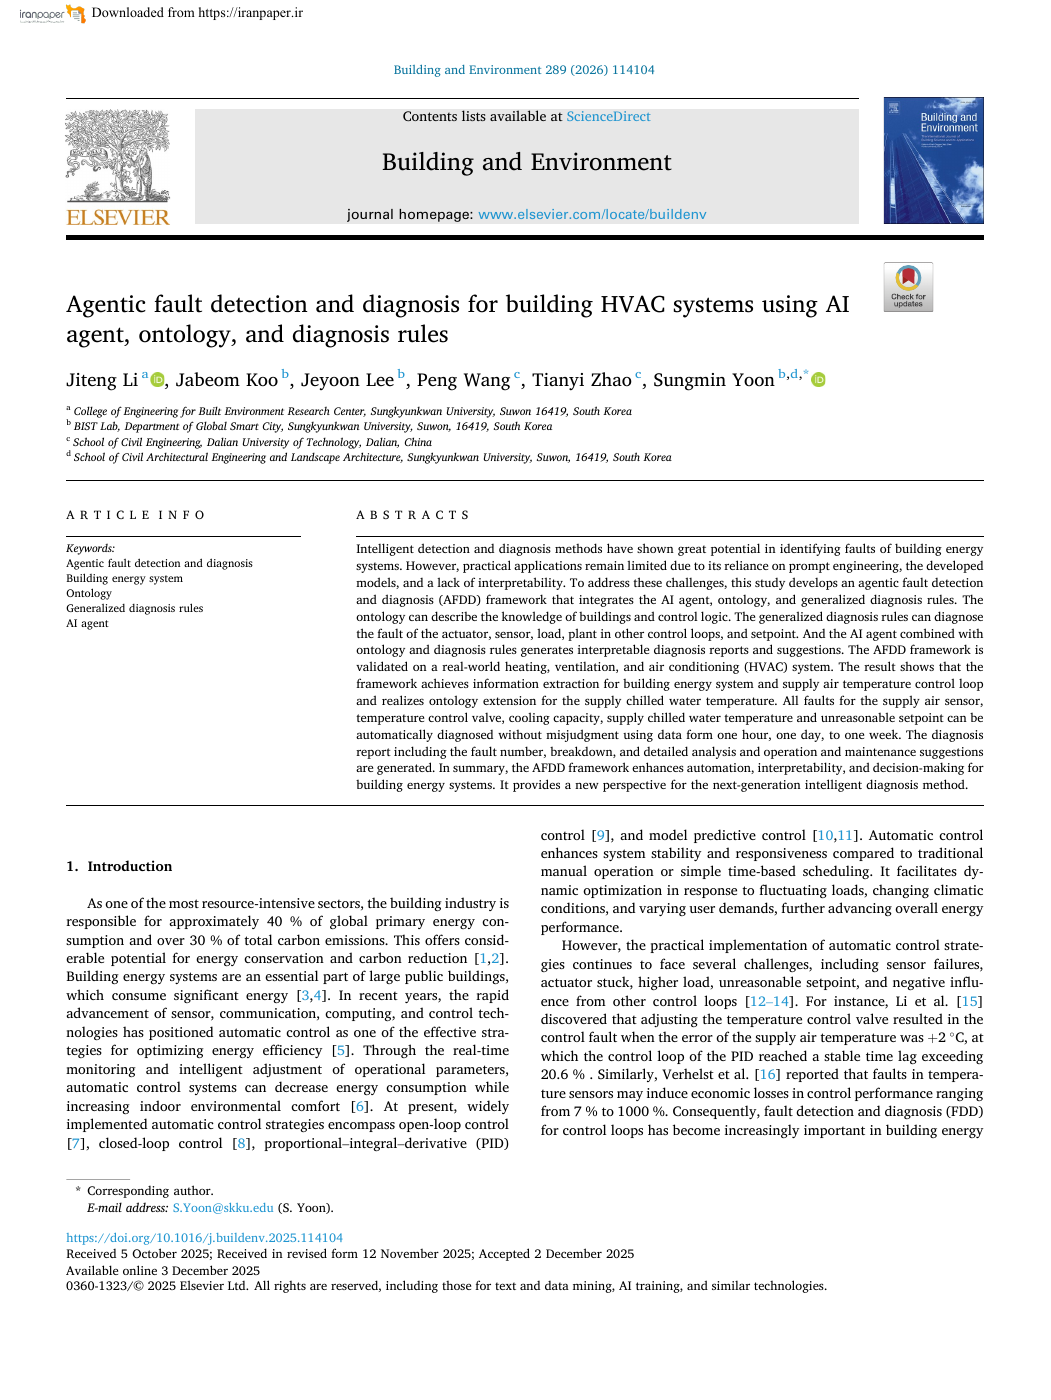 iranpaper
Downloaded from https://iranpaper.ir
Building and Environment 289 (2026) 114104
Contents lists available at ScienceDirect
Building and Environment
journal homepage: www.elsevier.com/locate/buildenv
ELSEVIER
Building and
Environment
Check for
updates
Agentic fault detection and diagnosis for building HVAC systems using AI
agent, ontology, and diagnosis rules
Jiteng Li a, Jabeom Koo b, Jeyoon Lee b, Peng Wang c, Tianyi Zhao c, Sungmin Yoon b,d,*
a College of Engineering for Built Environment Research Center, Sungkyunkwan University, Suwon 16419, South Korea
b BIST Lab, Department of Global Smart City, Sungkyunkwan University, Suwon, 16419, South Korea
c School of Civil Engineering, Dalian University of Technology, Dalian, China
d School of Civil Architectural Engineering and Landscape Architecture, Sungkyunkwan University, Suwon, 16419, South Korea
ARTICLE INFO
Keywords:
Agentic fault detection and diagnosis
Building energy system
Ontology
Generalized diagnosis rules
AI agent
ABSTRACTS
Intelligent detection and diagnosis methods have shown great potential in identifying faults of building energy
systems. However, practical applications remain limited due to its reliance on prompt engineering, the developed
models, and a lack of interpretability. To address these challenges, this study develops an agentic fault detection
and diagnosis (AFDD) framework that integrates the AI agent, ontology, and generalized diagnosis rules. The
ontology can describe the knowledge of buildings and control logic. The generalized diagnosis rules can diagnose
the fault of the actuator, sensor, load, plant in other control loops, and setpoint. And the AI agent combined with
ontology and diagnosis rules generates interpretable diagnosis reports and suggestions. The AFDD framework is
validated on a real-world heating, ventilation, and air conditioning (HVAC) system. The result shows that the
framework achieves information extraction for building energy system and supply air temperature control loop
and realizes ontology extension for the supply chilled water temperature. All faults for the supply air sensor,
temperature control valve, cooling capacity, supply chilled water temperature and unreasonable setpoint can be
automatically diagnosed without misjudgment using data form one hour, one day, to one week. The diagnosis
report including the fault number, breakdown, and detailed analysis and operation and maintenance suggestions
are generated. In summary, the AFDD framework enhances automation, interpretability, and decision-making for
building energy systems. It provides a new perspective for the next-generation intelligent diagnosis method.
1. Introduction
As one of the most resource-intensive sectors, the building industry is
responsible for approximately 40 % of global primary energy con-
sumption and over 30 % of total carbon emissions. This offers consid-
erable potential for energy conservation and carbon reduction [1,2].
Building energy systems are an essential part of large public buildings,
which consume significant energy [3,4]. In recent years, the rapid
advancement of sensor, communication, computing, and control tech-
nologies has positioned automatic control as one of the effective stra-
tegies for optimizing energy efficiency [5]. Through the real-time
monitoring and intelligent adjustment of operational parameters,
automatic control systems can decrease energy consumption while
increasing indoor environmental comfort [6]. At present, widely
implemented automatic control strategies encompass open-loop control
[7], closed-loop control [8], proportional–integral–derivative (PID)
control [9], and model predictive control [10,11]. Automatic control
enhances system stability and responsiveness compared to traditional
manual operation or simple time-based scheduling. It facilitates dy-
namic optimization in response to fluctuating loads, changing climatic
conditions, and varying user demands, further advancing overall energy
performance.
However, the practical implementation of automatic control strate-
gies continues to face several challenges, including sensor failures,
actuator stuck, higher load, unreasonable setpoint, and negative influ-
ence from other control loops [12–14]. For instance, Li et al. [15]
discovered that adjusting the temperature control valve resulted in the
control fault when the error of the supply air temperature was +2 °C, at
which the control loop of the PID reached a stable time lag exceeding
20.6 % . Similarly, Verhelst et al. [16] reported that faults in tempera-
ture sensors may induce economic losses in control performance ranging
from 7 % to 1000 %. Consequently, fault detection and diagnosis (FDD)
for control loops has become increasingly important in building energy
* Corresponding author.
E-mail address: S.Yoon@skku.edu (S. Yoon).
https://doi.org/10.1016/j.buildenv.2025.114104
Received 5 October 2025; Received in revised form 12 November 2025; Accepted 2 December 2025
Available online 3 December 2025
0360-1323/© 2025 Elsevier Ltd. All rights are reserved, including those for text and data mining, AI training, and similar technologies.